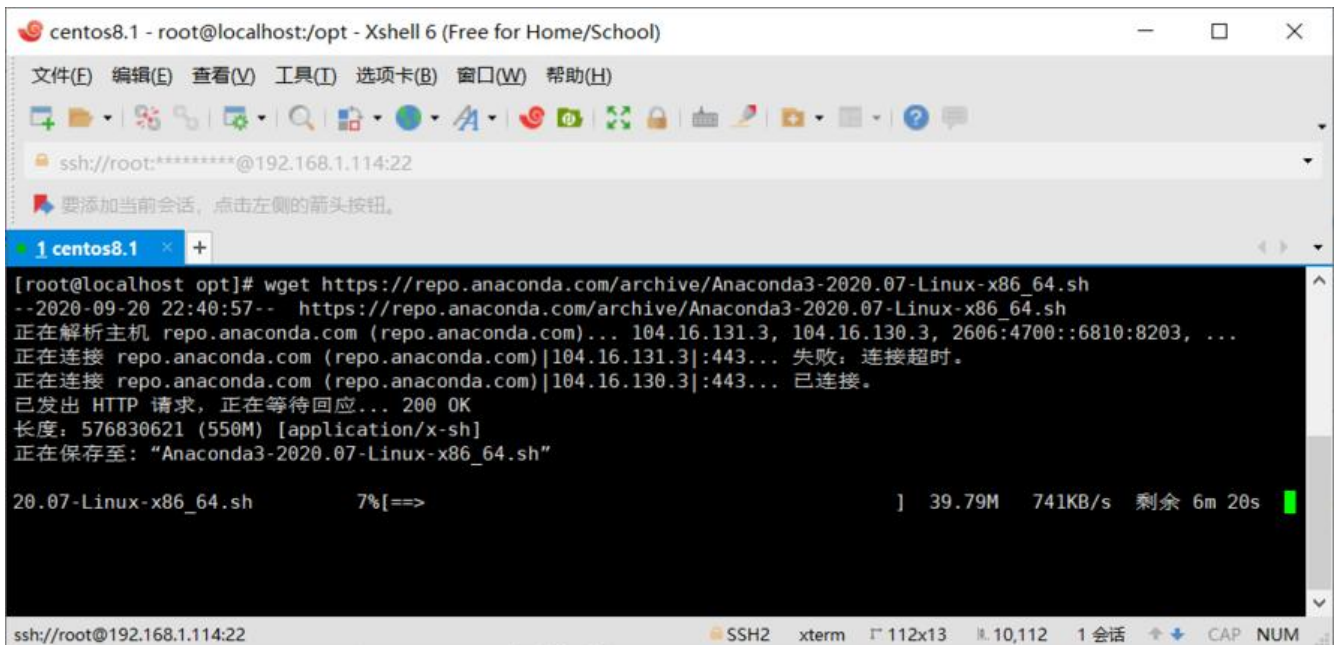 centos8.1 - root@localhost:/opt - Xshell 6 (Free for Home/School)
文件(F) 编辑(E) 查看(V) 工具(T) 选项卡(B) 窗口(W) 帮助(H)
ssh://root:*********@192.168.1.114:22
要添加当前会话，点击左侧的箭头按钮。
1 centos8.1 × +
[root@localhost opt]# wget https://repo.anaconda.com/archive/Anaconda3-2020.07-Linux-x86_64.sh
--2020-09-20 22:40:57-- https://repo.anaconda.com/archive/Anaconda3-2020.07-Linux-x86_64.sh
正在解析主机 repo.anaconda.com (repo.anaconda.com)... 104.16.131.3, 104.16.130.3, 2606:4700::6810:8203, ...
正在连接 repo.anaconda.com (repo.anaconda.com)|104.16.131.3|:443... 失败：连接超时。
正在连接 repo.anaconda.com (repo.anaconda.com)|104.16.130.3|:443... 已连接。
已发出 HTTP 请求，正在等待回应... 200 OK
长度：576830621 (550M) [application/x-sh]
正在保存至: “Anaconda3-2020.07-Linux-x86_64.sh”
20.07-Linux-x86_64.sh 7%[==> ] 39.79M 741KB/s 剩余 6m 20s
ssh://root@192.168.1.114:22 SSH2 xterm 112x13 10,112 1 会话 CAP NUM